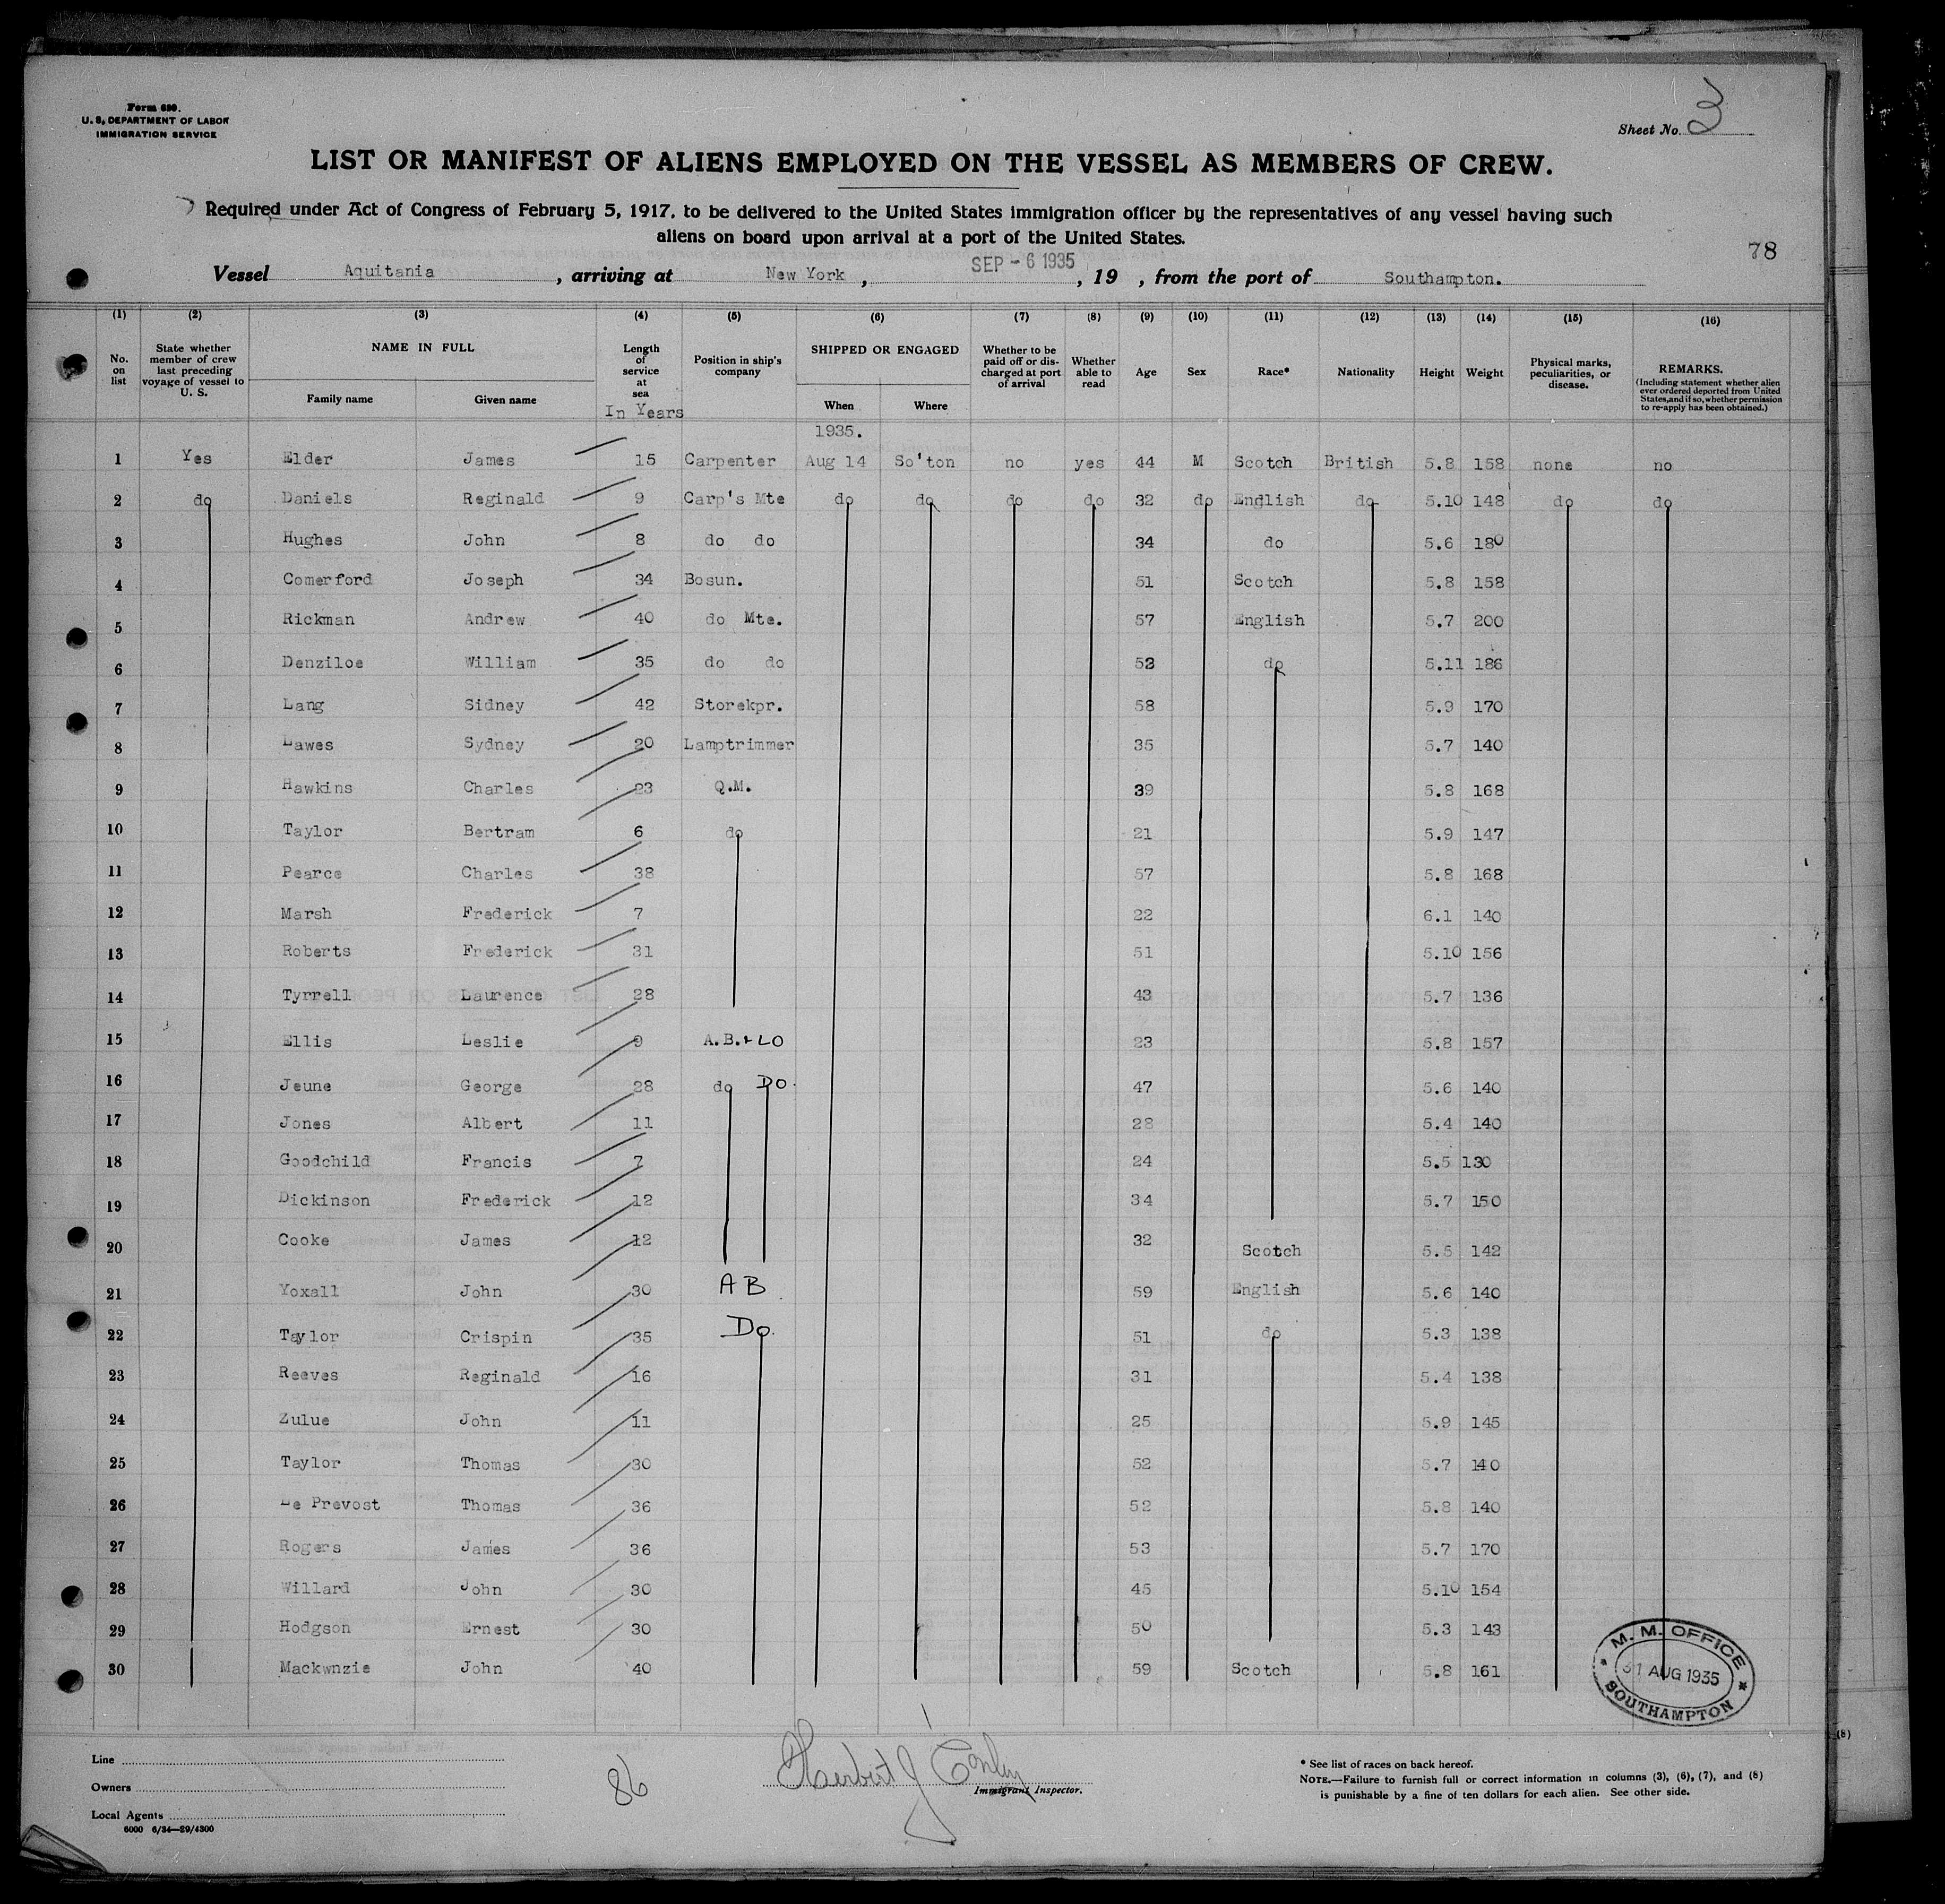 Form 680.
U. S. DEPARTMENT OF LABOR
IMMIGRATION SERVICE
Sheet No. 3
LIST OR MANIFEST OF ALIENS EMPLOYED ON THE VESSEL AS MEMBERS OF CREW.
Required under Act of Congress of February 5, 1917, to be delivered to the United States immigration officer by the representatives of any vessel having such
aliens on board upon arrival at a port of the United States.
78
Vessel Aquitania, arriving at New York, SEP - 6 1935, 19 , from the port of Southampton.
(1) (2) (3) (4) (5) (6) (7) (8) (9) (10) (11) (12) (13) (14) (15) (16)
No. on list
State whether member of crew last preceding voyage of vessel to U. S.
NAME IN FULL
Family name
Given name
Length of service at sea
In Years
Position in ship's company
SHIPPED OR ENGAGED
When
Where
Whether to be paid off or discharged at port of arrival
Whether able to read
Age
Sex
Race*
Nationality
Height
Weight
Physical marks, peculiarities, or disease.
REMARKS.
(Including statement whether alien ever ordered deported from United States, and if so, whether permission to re-apply has been obtained.)
1935.
1 Yes Elder James 15 Carpenter Aug 14 So'ton no yes 44 M Scotch British 5.8 158 none no
2 do Daniels Reginald 9 Carp's Mte do do do do 32 do English do 5.10 148 do do
3 Hughes John 8 do do 34 do 5.6 180
4 Comerford Joseph 34 Bosun. 51 Scotch 5.8 158
5 Rickman Andrew 40 do Mte. 57 English 5.7 200
6 Denziloe William 35 do do 53 do 5.11 186
7 Lang Sidney 42 Storekpr. 58 5.9 170
8 Lawes Sydney 20 Lamptrimmer 35 5.7 140
9 Hawkins Charles 23 Q.M. 39 5.8 168
10 Taylor Bertram 6 do 21 5.9 147
11 Pearce Charles 38 57 5.8 168
12 Marsh Frederick 7 22 6.1 140
13 Roberts Frederick 31 51 5.10 156
14 Tyrrell Laurence 28 43 5.7 136
15 Ellis Leslie 9 A.B.+LO 23 5.8 157
16 Jeune George 28 do DO. 47 5.6 140
17 Jones Albert 11 28 5.4 140
18 Goodchild Francis 7 24 5.5 130
19 Dickinson Frederick 12 34 5.7 150
20 Cooke James 12 32 Scotch 5.5 142
21 Yoxall John 30 AB 59 English 5.6 140
22 Taylor Crispin 35 Do. 51 do 5.3 138
23 Reeves Reginald 16 31 5.4 138
24 Zulue John 11 25 5.9 145
25 Taylor Thomas 30 52 5.7 140
26 Le Prevost Thomas 36 52 5.8 140
27 Rogers James 36 53 5.7 170
28 Willard John 30 45 5.10 154
29 Hodgson Ernest 30 50 5.3 143
30 Mackwnzie John 40 59 Scotch 5.8 161
M. M. OFFICE
31 AUG 1935
SOUTHAMPTON
Line
Owners
Local Agents
6000 6/34—29/4300
86
Herbert J Conlin
Immigrant Inspector.
* See list of races on back hereof.
NOTE.—Failure to furnish full or correct information in columns (3), (6), (7), and (8)
is punishable by a fine of ten dollars for each alien. See other side.
(8)